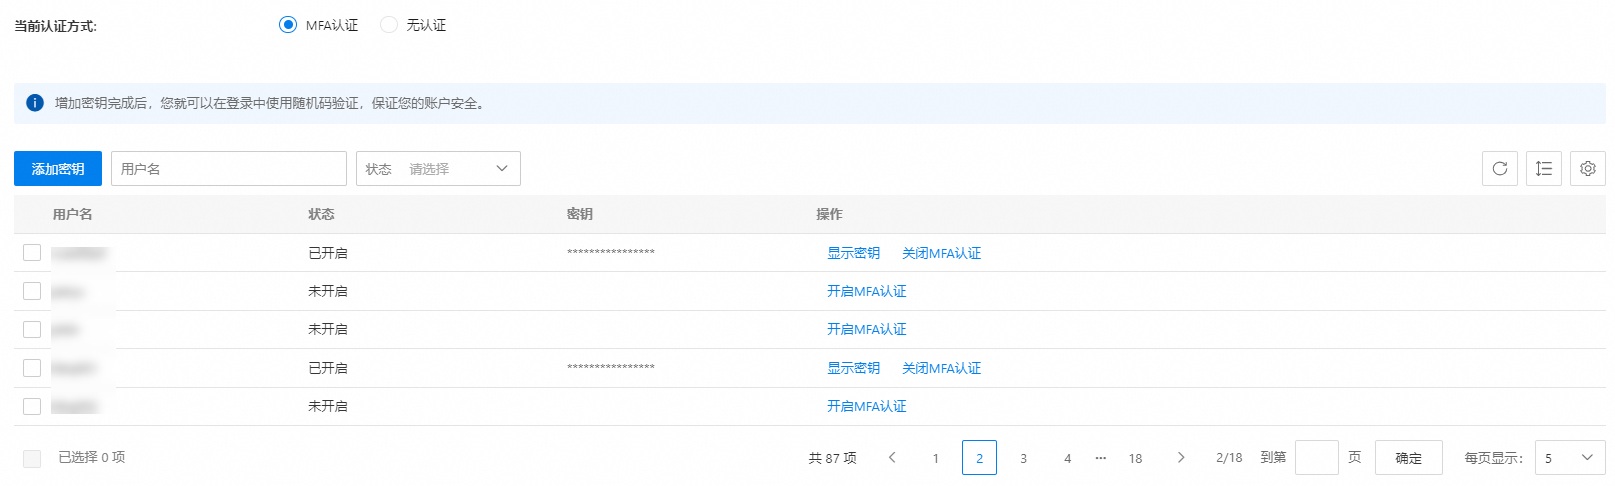 当前认证方式: MFA认证 无认证
增加密钥完成后，您就可以在登录中使用随机码验证，保证您的账户安全。
添加密钥 用户名 状态 请选择
用户名 状态 密钥 操作
已开启 **************** 显示密钥 关闭MFA认证
未开启 开启MFA认证
未开启 开启MFA认证
已开启 **************** 显示密钥 关闭MFA认证
未开启 开启MFA认证
已选择 0 项 共 87 项 1 2 3 4 ··· 18 2/18 到第 页 确定 每页显示： 5